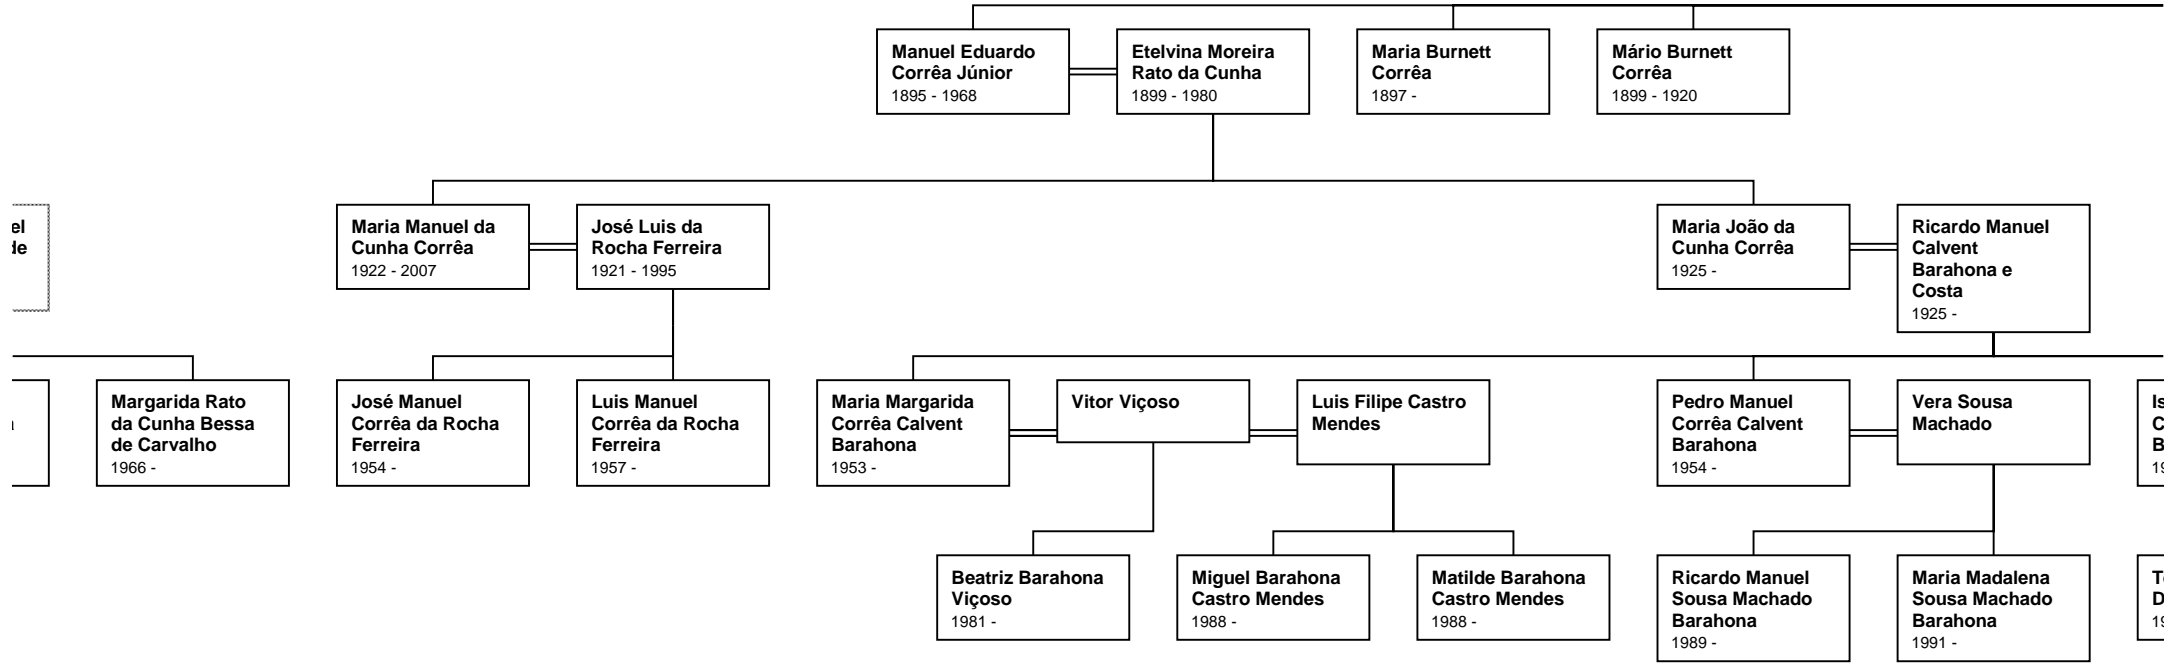 Manuel Eduardo
Corrêa Júnior
1895 - 1968
Etelvina Moreira
Rato da Cunha
1899 - 1980
Maria Burnett
Corrêa
1897 -
Mário Burnett
Corrêa
1899 - 1920
el
de
Maria Manuel da
Cunha Corrêa
1922 - 2007
José Luis da
Rocha Ferreira
1921 - 1995
Maria João da
Cunha Corrêa
1925 -
Ricardo Manuel
Calvent
Barahona e
Costa
1925 -
Margarida Rato
da Cunha Bessa
de Carvalho
1966 -
José Manuel
Corrêa da Rocha
Ferreira
1954 -
Luis Manuel
Corrêa da Rocha
Ferreira
1957 -
Maria Margarida
Corrêa Calvent
Barahona
1953 -
Vitor Viçoso
Luis Filipe Castro
Mendes
Pedro Manuel
Corrêa Calvent
Barahona
1954 -
Vera Sousa
Machado
Is
C
B
19
Beatriz Barahona
Viçoso
1981 -
Miguel Barahona
Castro Mendes
1988 -
Matilde Barahona
Castro Mendes
1988 -
Ricardo Manuel
Sousa Machado
Barahona
1989 -
Maria Madalena
Sousa Machado
Barahona
1991 -
T
D
19